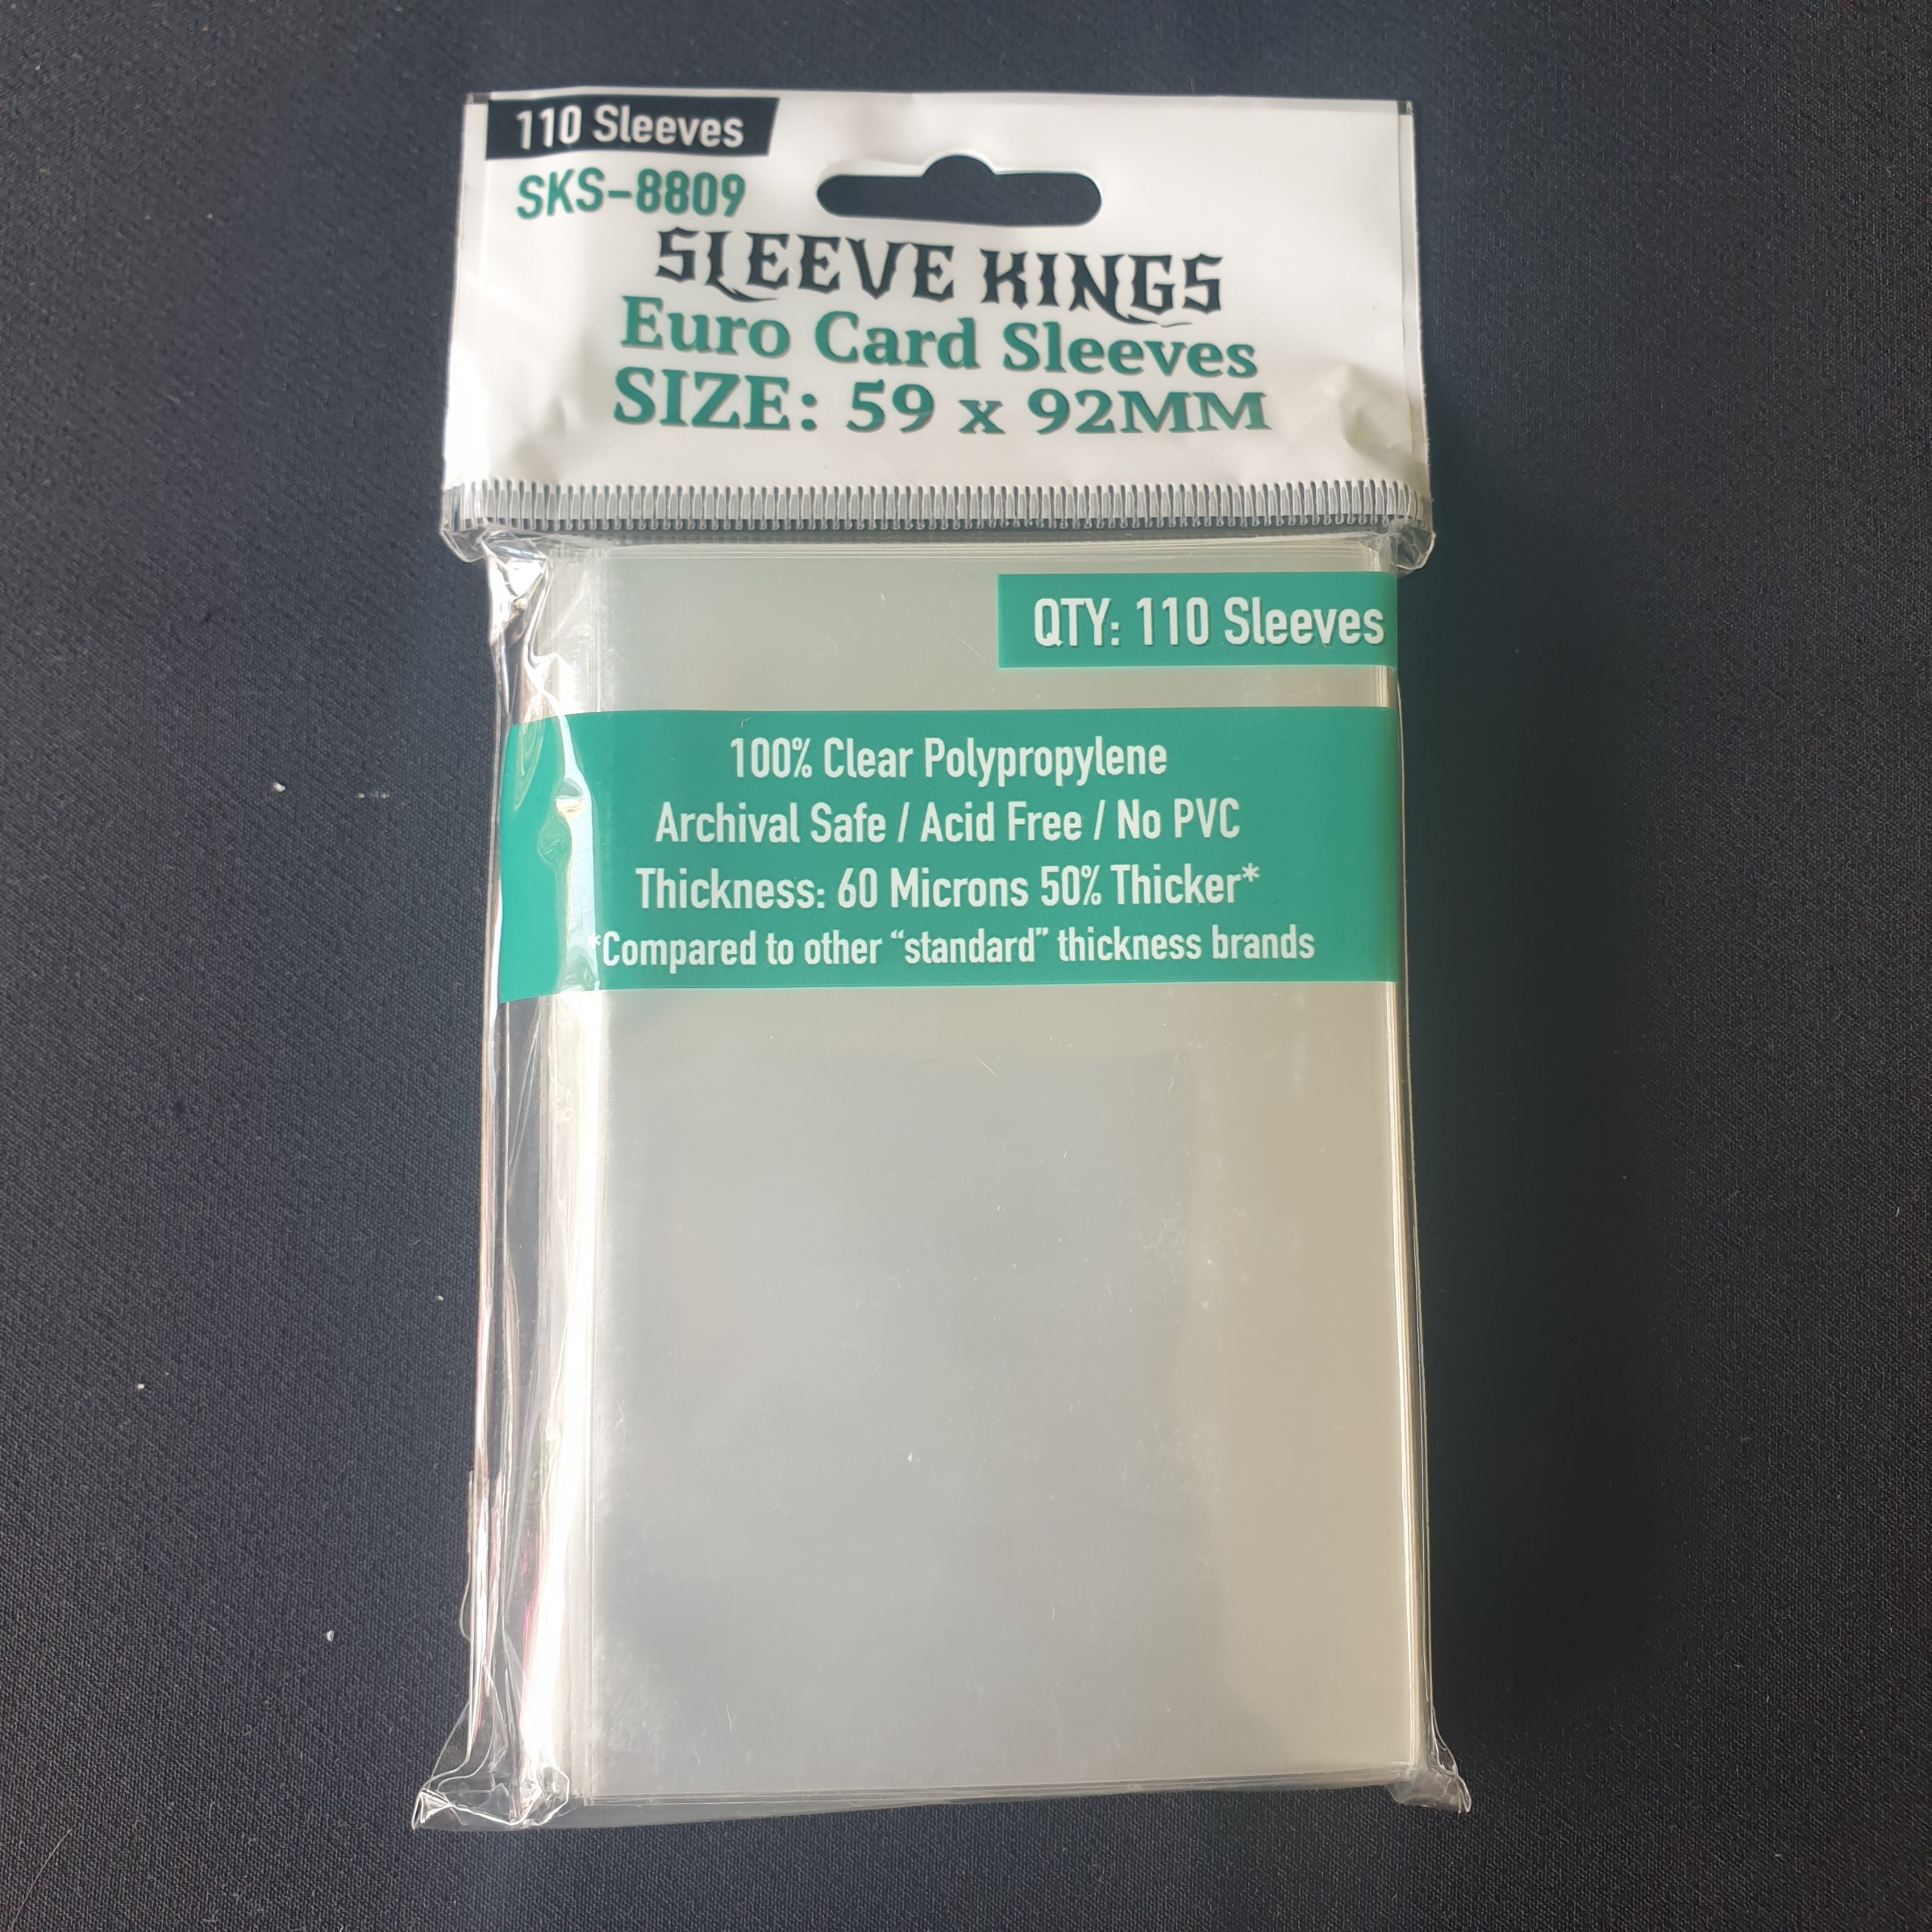 110 Sleeves
SKS-8809
SLEEVE KINGS
Euro Card Sleeves
SIZE: 59 x 92MM
QTY: 110 Sleeves
100% Clear Polypropylene
Archival Safe / Acid Free / No PVC
Thickness: 60 Microns 50% Thicker*
*Compared to other “standard” thickness brands